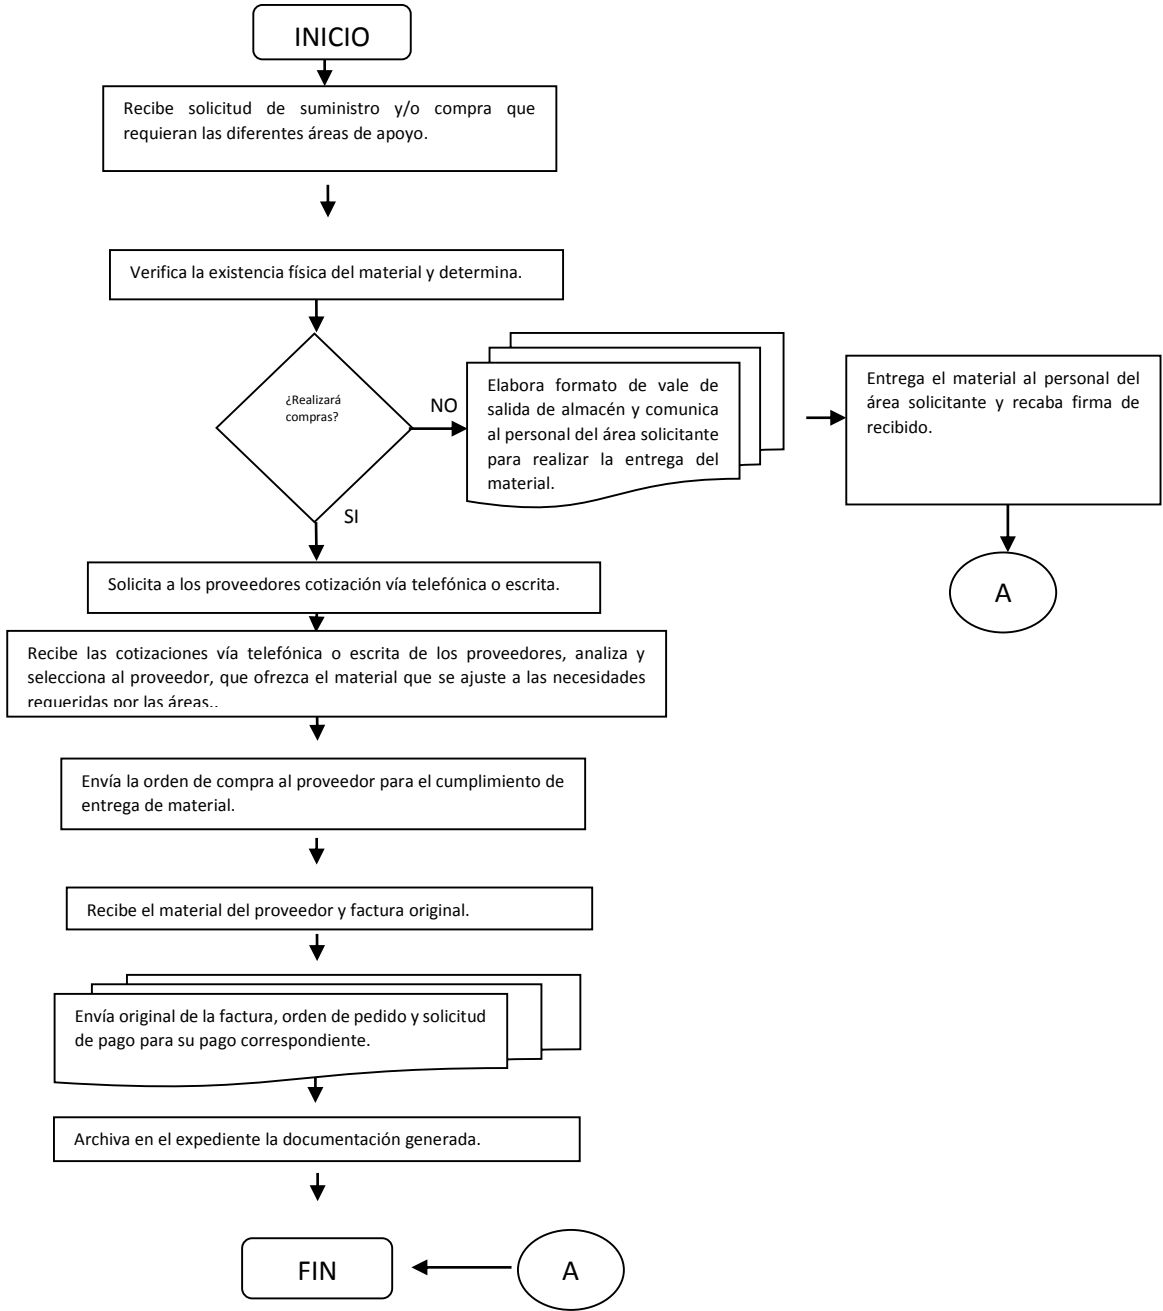 INICIO
Recibe solicitud de suministro y/o compra que
requieran las diferentes áreas de apoyo.
Verifica la existencia física del material y determina.
¿Realizará
compras?
NO
Elabora formato de vale de
salida de almacén y comunica
al personal del área solicitante
para realizar la entrega del
material.
Entrega el material al personal del
área solicitante y recaba firma de
recibido.
A
SI
Solicita a los proveedores cotización vía telefónica o escrita.
Recibe las cotizaciones vía telefónica o escrita de los proveedores, analiza y
selecciona al proveedor, que ofrezca el material que se ajuste a las necesidades
requeridas por las áreas..
Envía la orden de compra al proveedor para el cumplimiento de
entrega de material.
Recibe el material del proveedor y factura original.
Envía original de la factura, orden de pedido y solicitud
de pago para su pago correspondiente.
Archiva en el expediente la documentación generada.
FIN
A